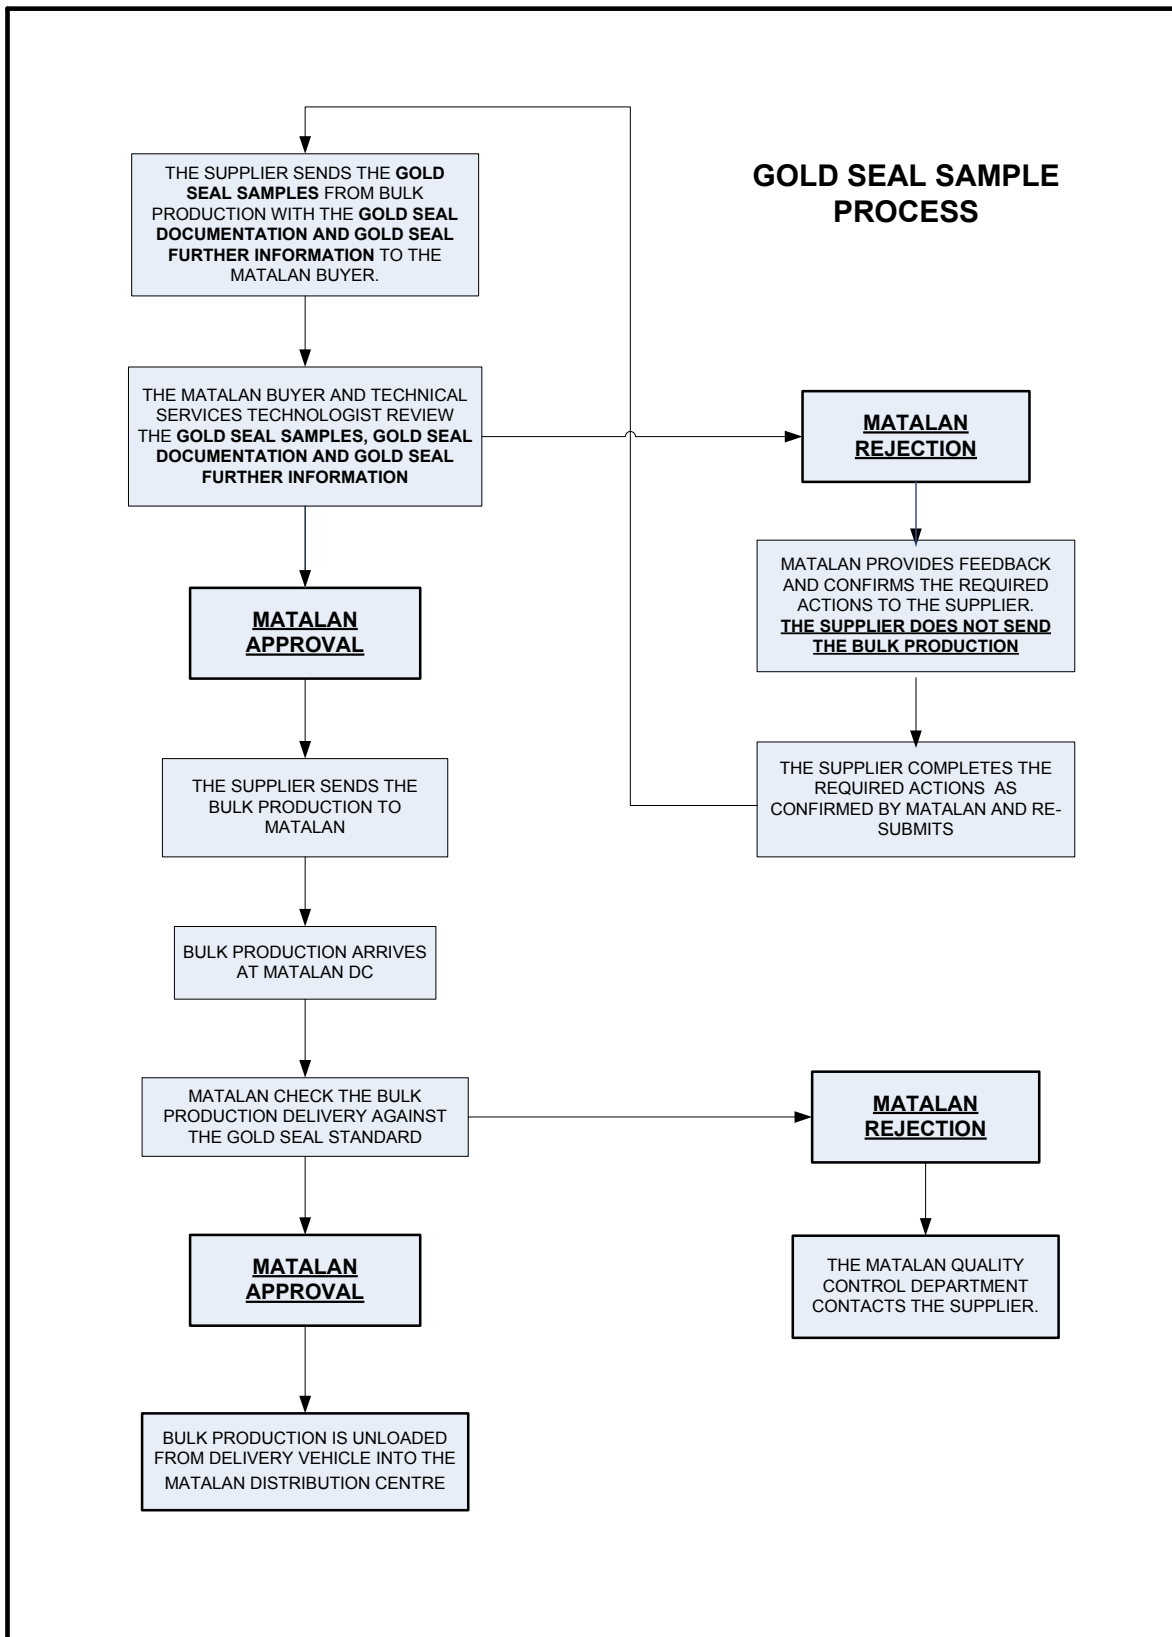 GOLD SEAL SAMPLE
PROCESS
THE SUPPLIER SENDS THE GOLD
SEAL SAMPLES FROM BULK
PRODUCTION WITH THE GOLD SEAL
DOCUMENTATION AND GOLD SEAL
FURTHER INFORMATION TO THE
MATALAN BUYER.
THE MATALAN BUYER AND TECHNICAL
SERVICES TECHNOLOGIST REVIEW
THE GOLD SEAL SAMPLES, GOLD SEAL
DOCUMENTATION AND GOLD SEAL
FURTHER INFORMATION
MATALAN
REJECTION
MATALAN PROVIDES FEEDBACK
AND CONFIRMS THE REQUIRED
ACTIONS TO THE SUPPLIER.
THE SUPPLIER DOES NOT SEND
THE BULK PRODUCTION
THE SUPPLIER COMPLETES THE
REQUIRED ACTIONS  AS
CONFIRMED BY MATALAN AND RE-
SUBMITS
MATALAN
APPROVAL
THE SUPPLIER SENDS THE
BULK PRODUCTION TO
MATALAN
BULK PRODUCTION ARRIVES
AT MATALAN DC
MATALAN CHECK THE BULK
PRODUCTION DELIVERY AGAINST
THE GOLD SEAL STANDARD
MATALAN
REJECTION
THE MATALAN QUALITY
CONTROL DEPARTMENT
CONTACTS THE SUPPLIER.
MATALAN
APPROVAL
BULK PRODUCTION IS UNLOADED
FROM DELIVERY VEHICLE INTO THE
MATALAN DISTRIBUTION CENTRE